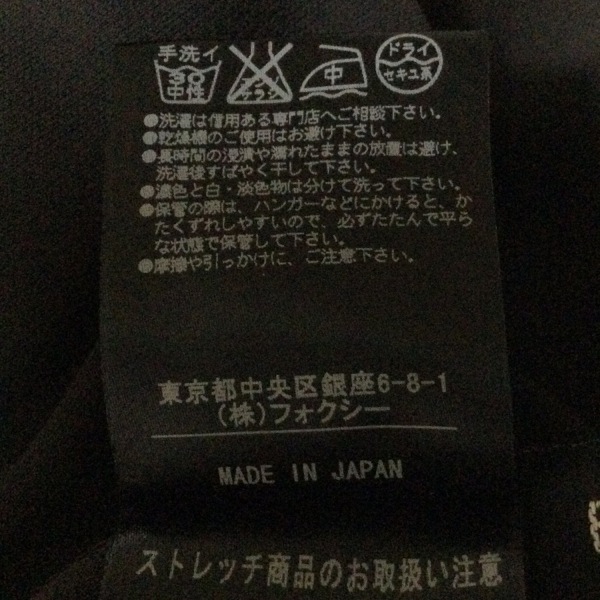 手洗イ
30
中性
エンソ
サラシ
中
ドライ
セキユ系
●洗濯は信用ある専門店へご相談下さい。
●乾燥機のご使用はお避け下さい。
●長時間の浸漬や濡れたままの放置は避け、
洗濯後すばやく干して下さい。
●濃色と白・淡色物は分けて洗って下さい。
●保管の際は、ハンガーなどにかけると、か
たくずれしやすいので、必ずたたんで平ら
な状態で保管して下さい。
●摩擦や引っかけに、ご注意下さい。
東京都中央区銀座6-8-1
(株)フォクシー
MADE IN JAPAN
ストレッチ商品のお取扱い注意